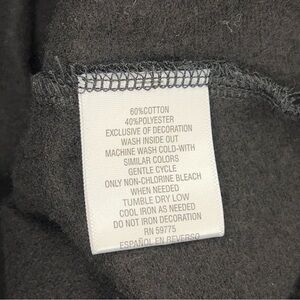 60%COTTON
40%POLYESTER
EXCLUSIVE OF DECORATION
WASH INSIDE OUT
MACHINE WASH COLD-WITH
SIMILAR COLORS
GENTLE CYCLE
ONLY NON-CHLORINE BLEACH
WHEN NEEDED
TUMBLE DRY LOW
COOL IRON AS NEEDED
DO NOT IRON DECORATION
RN 59775
ESPAÑOL EN REVERSO